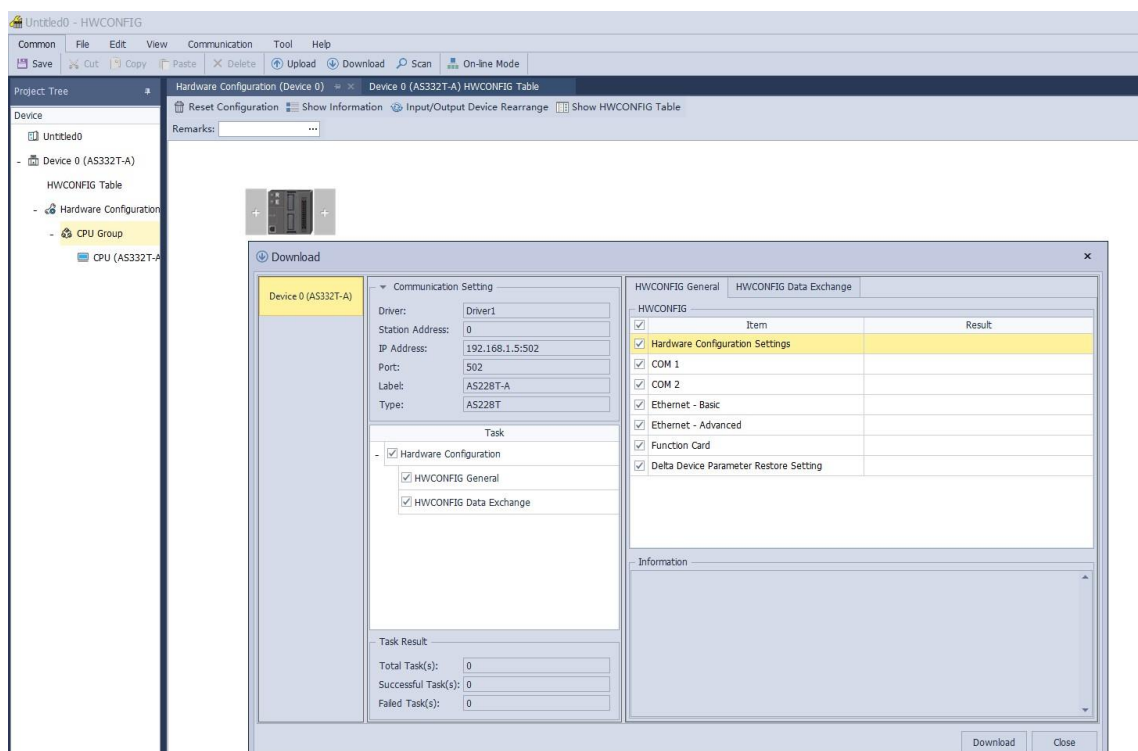 Untitled0 - HWCONFIG
Common File Edit View Communication Tool Help
Save Cut Copy Paste Delete Upload Download Scan On-line Mode
Project Tree
Hardware Configuration (Device 0) Device 0 (AS332T-A) HWCONFIG Table
Reset Configuration Show Information Input/Output Device Rearrange Show HWCONFIG Table
Device
Remarks: ...
Untitled0
Device 0 (AS332T-A)
HWCONFIG Table
Hardware Configuration
CPU Group
CPU (AS332T-A
Download
Device 0 (AS332T-A)
Communication Setting
Driver: Driver1
Station Address: 0
IP Address: 192.168.1.5:502
Port: 502
Label: AS228T-A
Type: AS228T
Task
Hardware Configuration
HWCONFIG General
HWCONFIG Data Exchange
Task Result
Total Task(s): 0
Successful Task(s): 0
Failed Task(s): 0
HWCONFIG General HWCONFIG Data Exchange
HWCONFIG
Item Result
Hardware Configuration Settings
COM 1
COM 2
Ethernet - Basic
Ethernet - Advanced
Function Card
Delta Device Parameter Restore Setting
Information
Download Close